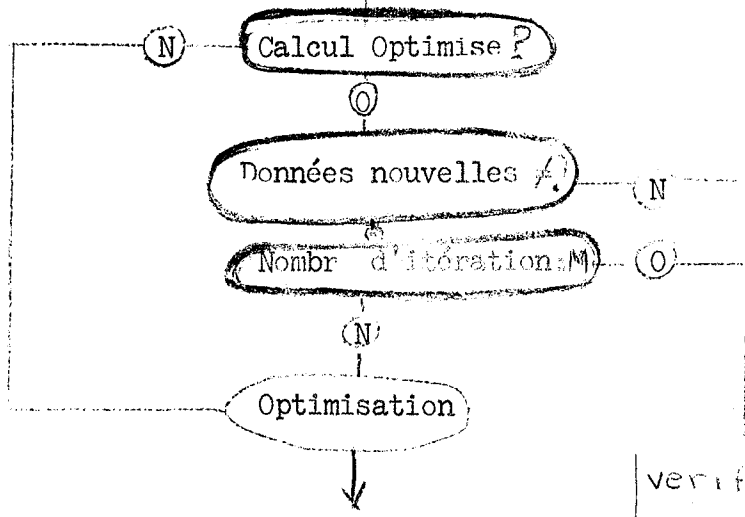 N Calcul Optimise ?
O
Données nouvelles ≠?
N
Nombr d'itération=M O
N
Optimisation
verif